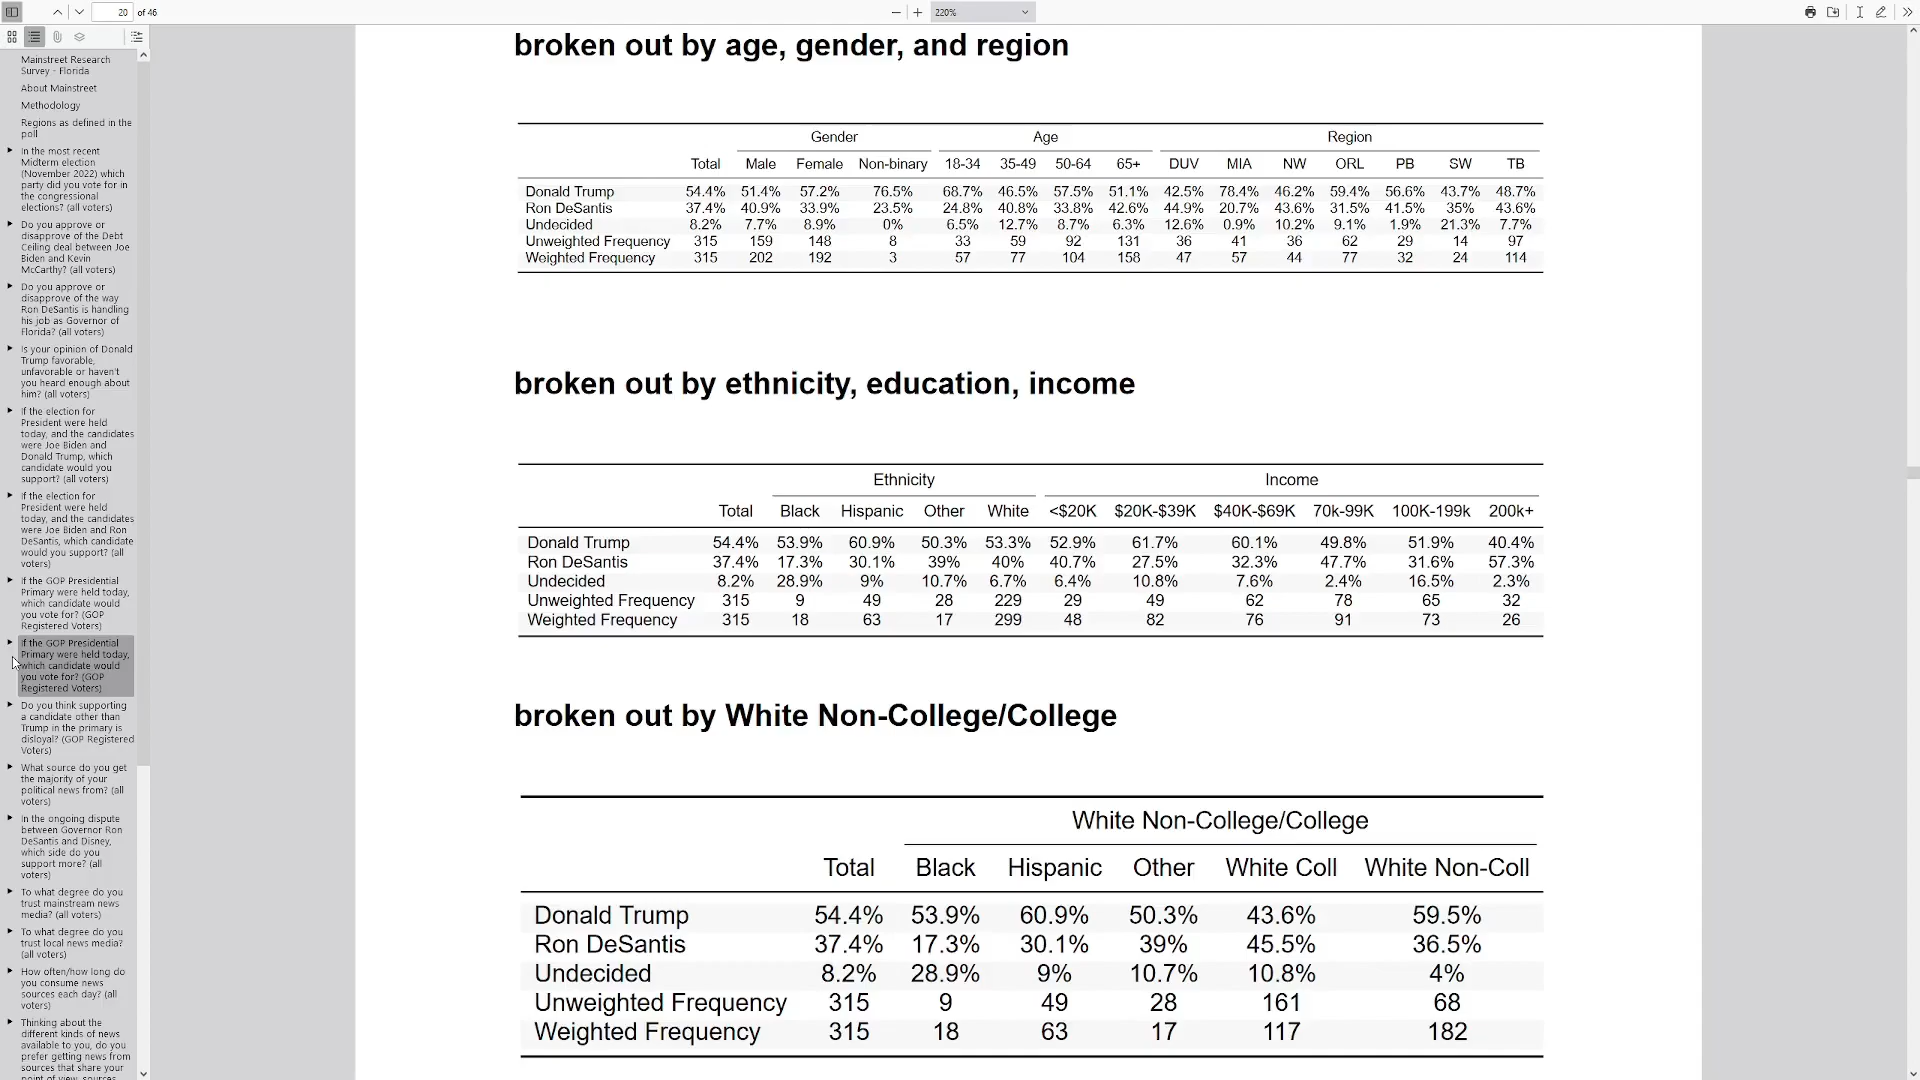 20 of 46
220%
Mainstreet Research
Survey - Florida
About Mainstreet
Methodology
Regions as defined in the
poll
In the most recent
Midterm election
(November 2022) which
party did you vote for in
the congressional
elections? (all voters)
Do you approve or
disapprove of the Debt
Ceiling deal between Joe
Biden and Kevin
McCarthy? (all voters)
Do you approve or
disapprove of the way
Ron DeSantis is handling
his job as Governor of
Florida? (all voters)
Is your opinion of Donald
Trump favorable,
unfavorable or haven't
you heard enough about
him? (all voters)
If the election for
President were held
today, and the candidates
were Joe Biden and
Donald Trump, which
candidate would you
support? (all voters)
If the election for
President were held
today, and the candidates
were Joe Biden and Ron
DeSantis, which candidate
would you support? (all
voters)
If the GOP Presidential
Primary were held today,
which candidate would
you vote for? (GOP
Registered Voters)
If the GOP Presidential
Primary were held today,
which candidate would
you vote for? (GOP
Registered Voters)
Do you think supporting
a candidate other than
Trump in the primary is
disloyal? (GOP Registered
Voters)
What source do you get
the majority of your
political news from? (all
voters)
In the ongoing dispute
between Governor Ron
DeSantis and Disney,
which side do you
support more? (all
voters)
To what degree do you
trust mainstream news
media? (all voters)
To what degree do you
trust local news media?
(all voters)
How often/how long do
you consume news
sources each day? (all
voters)
Thinking about the
different kinds of news
available to you, do you
prefer getting news from
sources that share your
point of view, sources
broken out by age, gender, and region
Gender Age Region
Total Male Female Non-binary 18-34 35-49 50-64 65+ DUV MIA NW ORL PB SW TB
Donald Trump 54.4% 51.4% 57.2% 76.5% 68.7% 46.5% 57.5% 51.1% 42.5% 78.4% 46.2% 59.4% 56.6% 43.7% 48.7%
Ron DeSantis 37.4% 40.9% 33.9% 23.5% 24.8% 40.8% 33.8% 42.6% 44.9% 20.7% 43.6% 31.5% 41.5% 35% 43.6%
Undecided 8.2% 7.7% 8.9% 0% 6.5% 12.7% 8.7% 6.3% 12.6% 0.9% 10.2% 9.1% 1.9% 21.3% 7.7%
Unweighted Frequency 315 159 148 8 33 59 92 131 36 41 36 62 29 14 97
Weighted Frequency 315 202 192 3 57 77 104 158 47 57 44 77 32 24 114
broken out by ethnicity, education, income
Ethnicity Income
Total Black Hispanic Other White <$20K $20K-$39K $40K-$69K 70k-99K 100K-199k 200k+
Donald Trump 54.4% 53.9% 60.9% 50.3% 53.3% 52.9% 61.7% 60.1% 49.8% 51.9% 40.4%
Ron DeSantis 37.4% 17.3% 30.1% 39% 40% 40.7% 27.5% 32.3% 47.7% 31.6% 57.3%
Undecided 8.2% 28.9% 9% 10.7% 6.7% 6.4% 10.8% 7.6% 2.4% 16.5% 2.3%
Unweighted Frequency 315 9 49 28 229 29 49 62 78 65 32
Weighted Frequency 315 18 63 17 299 48 82 76 91 73 26
broken out by White Non-College/College
White Non-College/College
Total Black Hispanic Other White Coll White Non-Coll
Donald Trump 54.4% 53.9% 60.9% 50.3% 43.6% 59.5%
Ron DeSantis 37.4% 17.3% 30.1% 39% 45.5% 36.5%
Undecided 8.2% 28.9% 9% 10.7% 10.8% 4%
Unweighted Frequency 315 9 49 28 161 68
Weighted Frequency 315 18 63 17 117 182